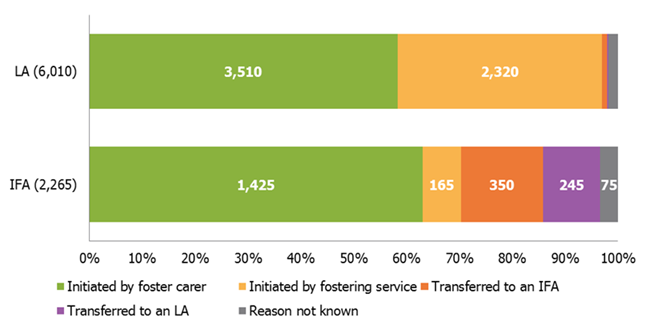 LA (6,010) 3,510 2,320
IFA (2,265) 1,425 165 350 245 75
0% 10% 20% 30% 40% 50% 60% 70% 80% 90% 100%
Initiated by foster carer Initiated by fostering service Transferred to an IFA
Transferred to an LA Reason not known